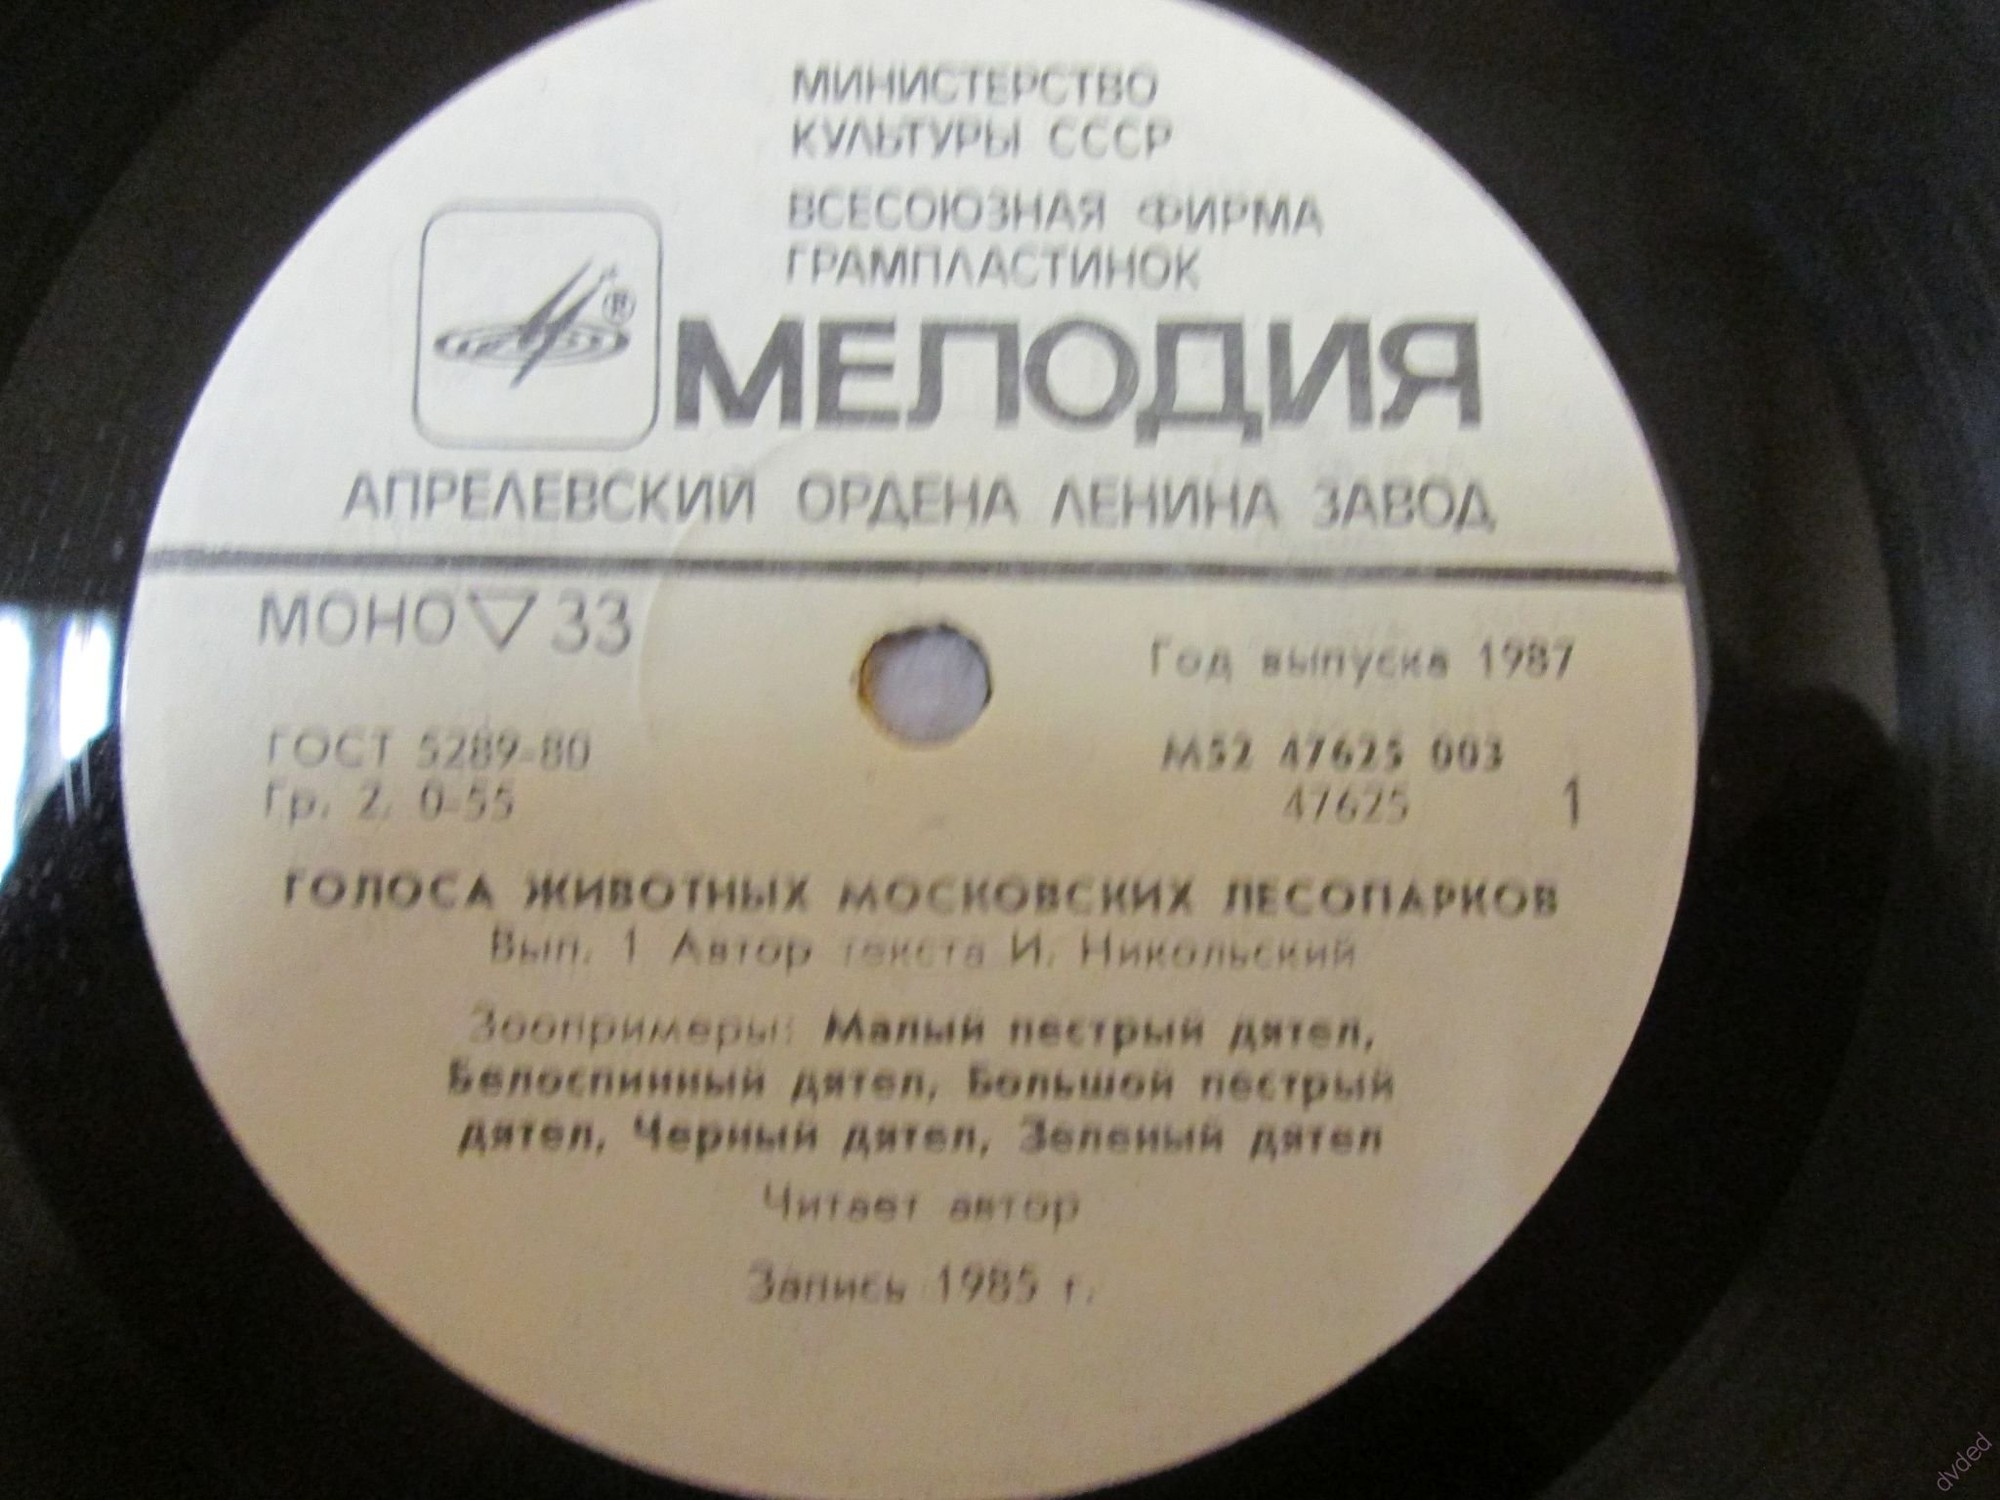 МИНИСТЕРСТВО
КУЛЬТУРЫ СССР
ВСЕСОЮЗНАЯ ФИРМА
ГРАМПЛАСТИНОК
®
МЕЛОДИЯ
АПРЕЛЕВСКИЙ ОРДЕНА ЛЕНИНА ЗАВОД
МОНО ▽ 33
Год выпуска 1987
ГОСТ 5289-80
М52 47625 003
Гр. 2. 0-55
47625 1
ГОЛОСА ЖИВОТНЫХ МОСКОВСКИХ ЛЕСОПАРКОВ
Вып. 1 Автор текста И. Никольский
Зоопримеры: Малый пестрый дятел,
Белоспинный дятел, Большой пестрый
дятел, Черный дятел, Зеленый дятел
Читает автор
Запись 1985 г.
dvded